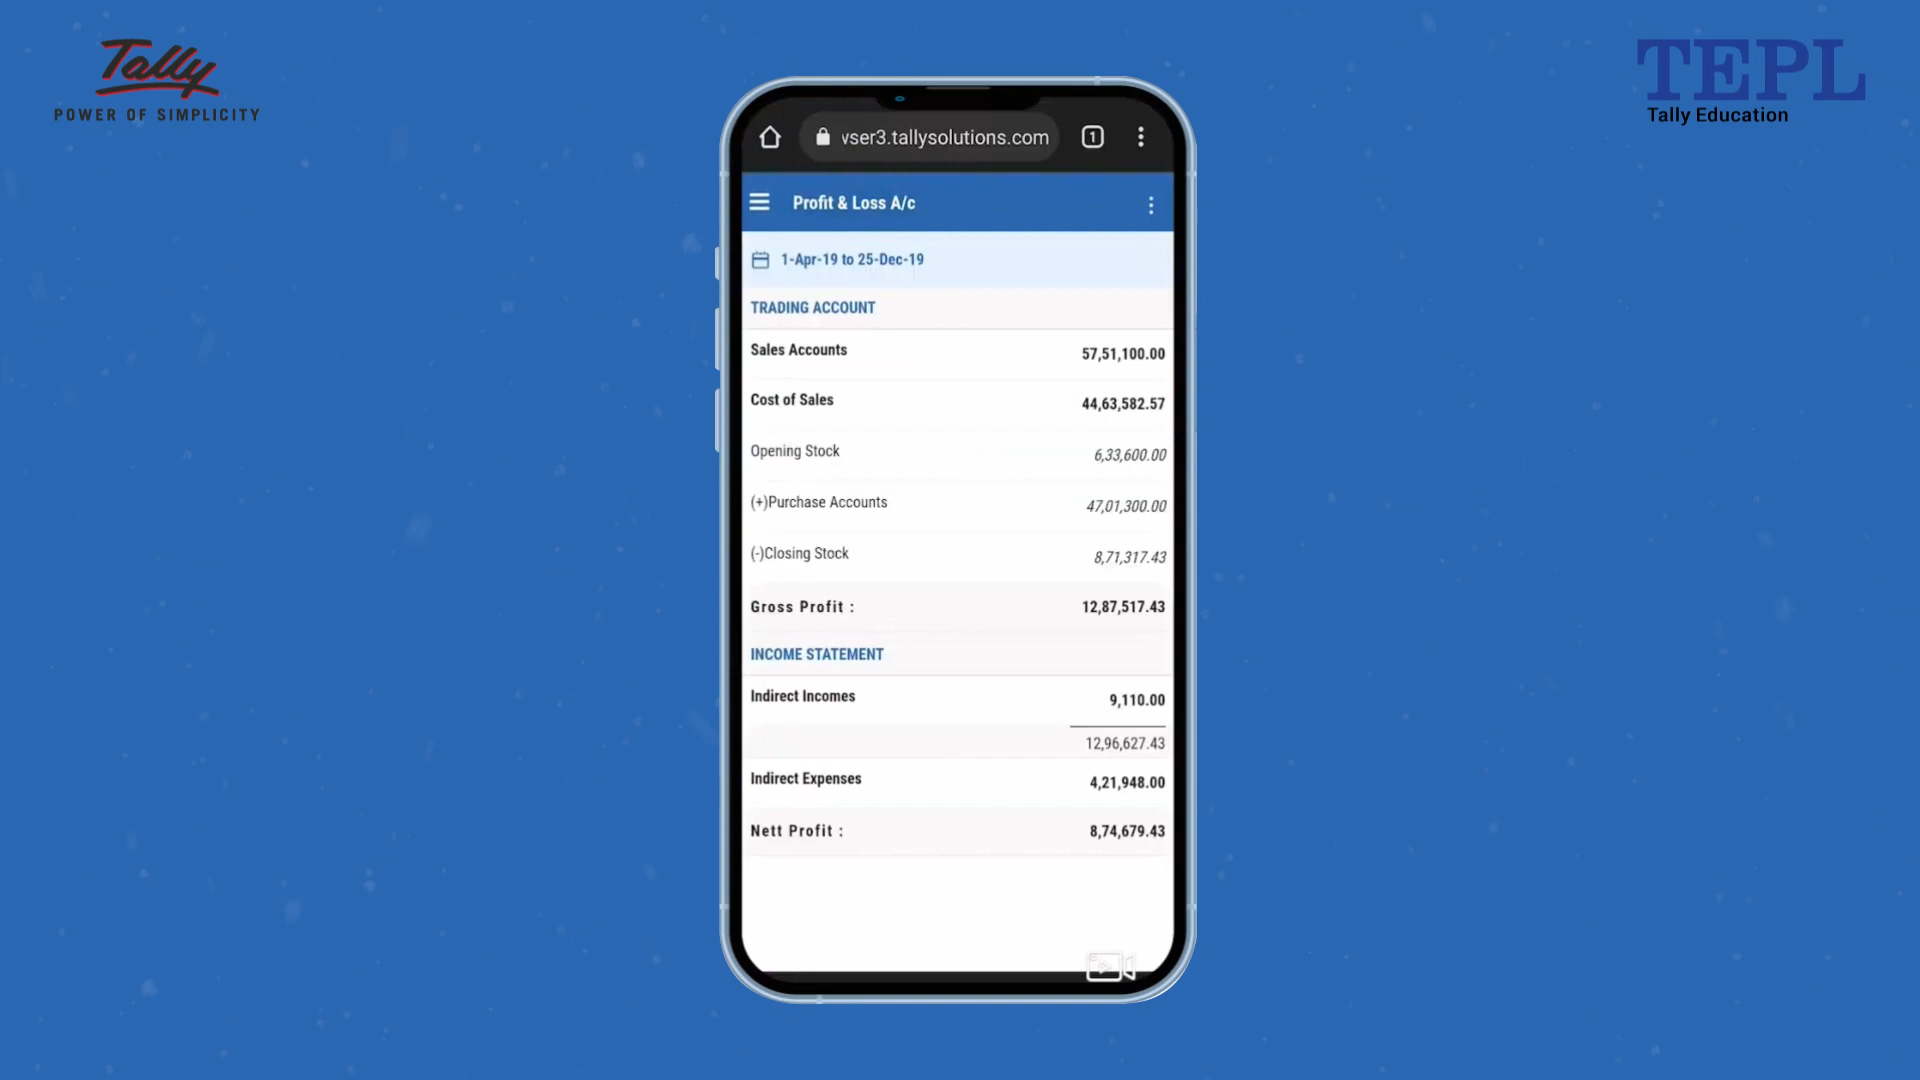 Tally
POWER OF SIMPLICITY
TEPL
Tally Education
vser3.tallysolutions.com
1
Profit & Loss A/c
1-Apr-19 to 25-Dec-19
TRADING ACCOUNT
Sales Accounts 57,51,100.00
Cost of Sales 44,63,582.57
Opening Stock 6,33,600.00
(+)Purchase Accounts 47,01,300.00
(-)Closing Stock 8,71,317.43
Gross Profit : 12,87,517.43
INCOME STATEMENT
Indirect Incomes 9,110.00
12,96,627.43
Indirect Expenses 4,21,948.00
Nett Profit : 8,74,679.43